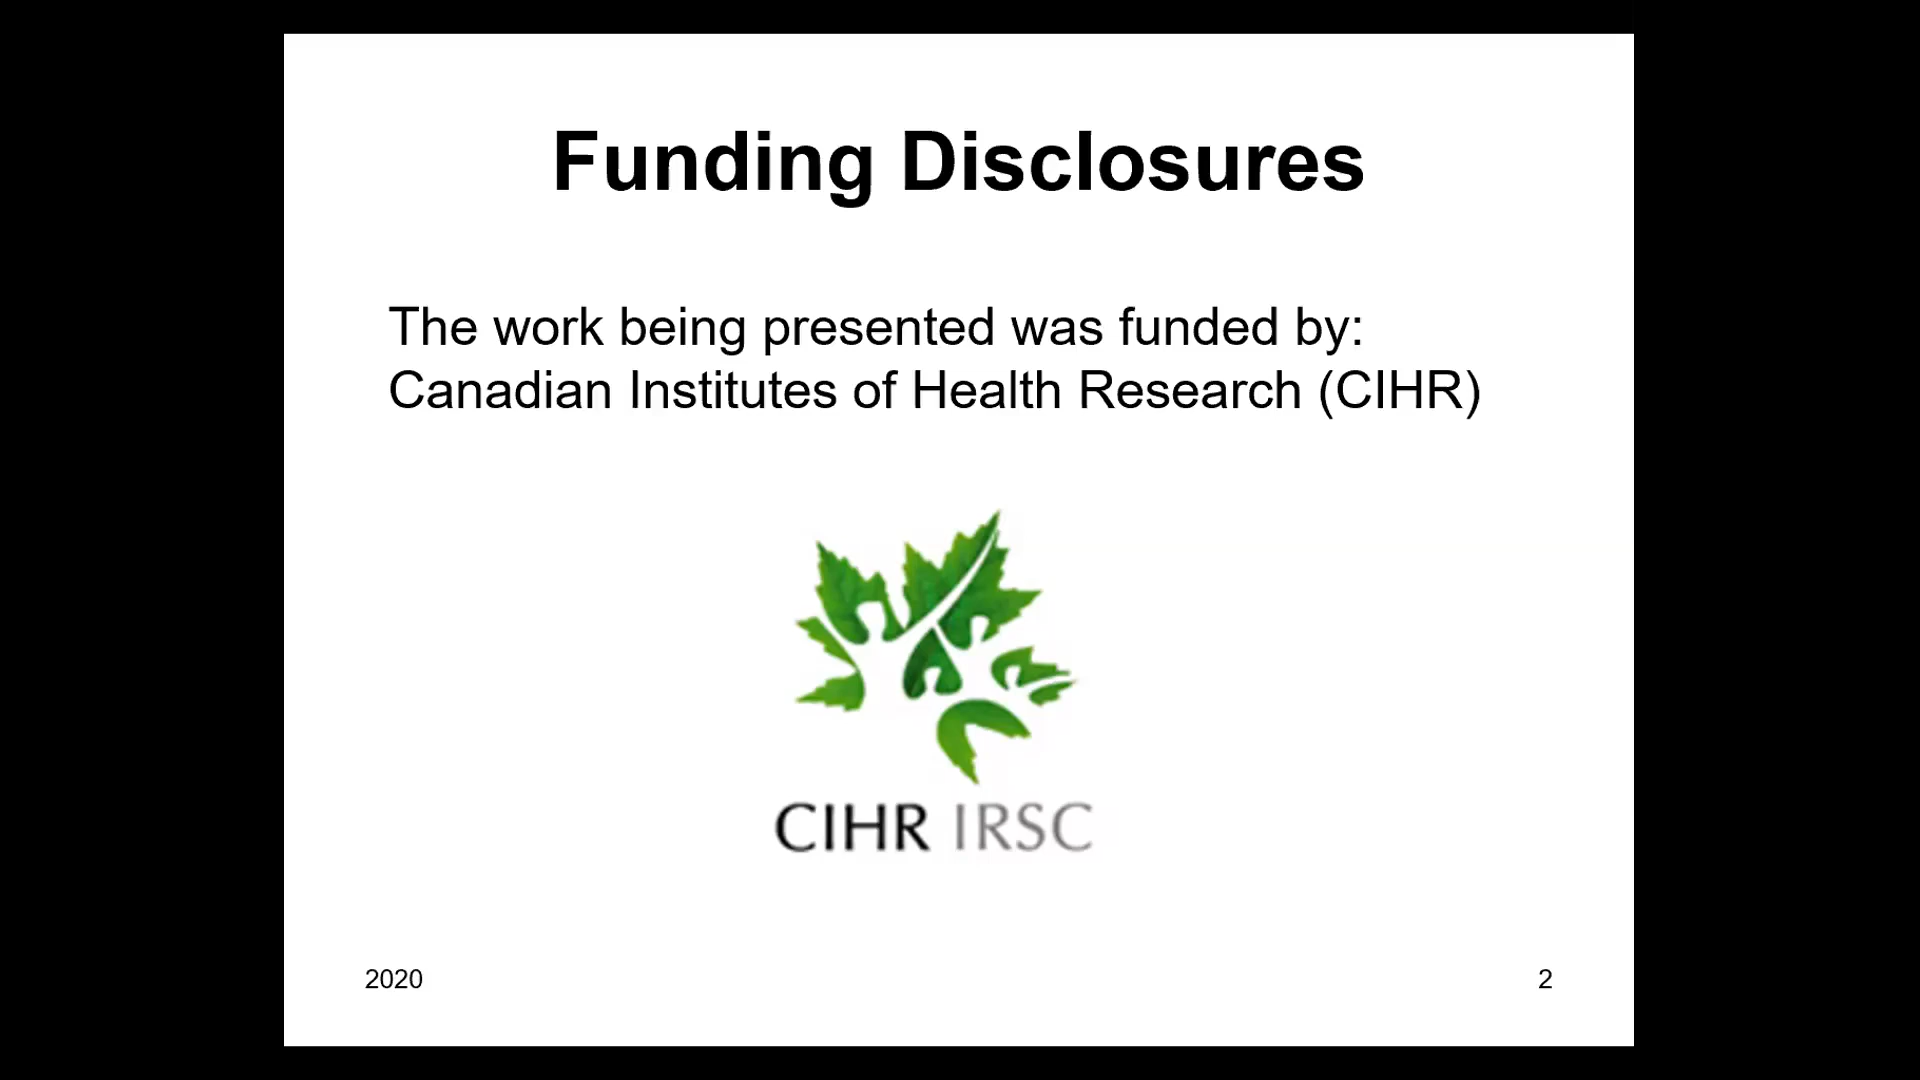 Funding Disclosures
The work being presented was funded by:
Canadian Institutes of Health Research (CIHR)
CIHR IRSC
2020
2